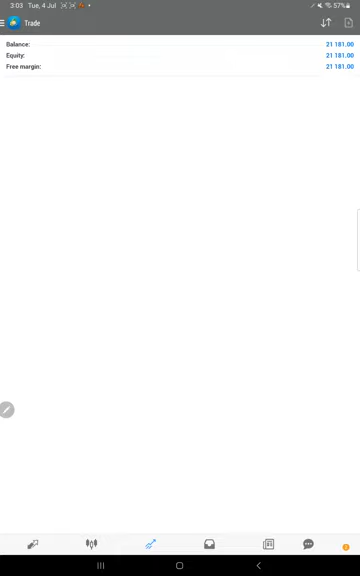 3:03 Tue, 4 Jul 57%
Trade
Balance: 21 181.00
Equity: 21 181.00
Free margin: 21 181.00